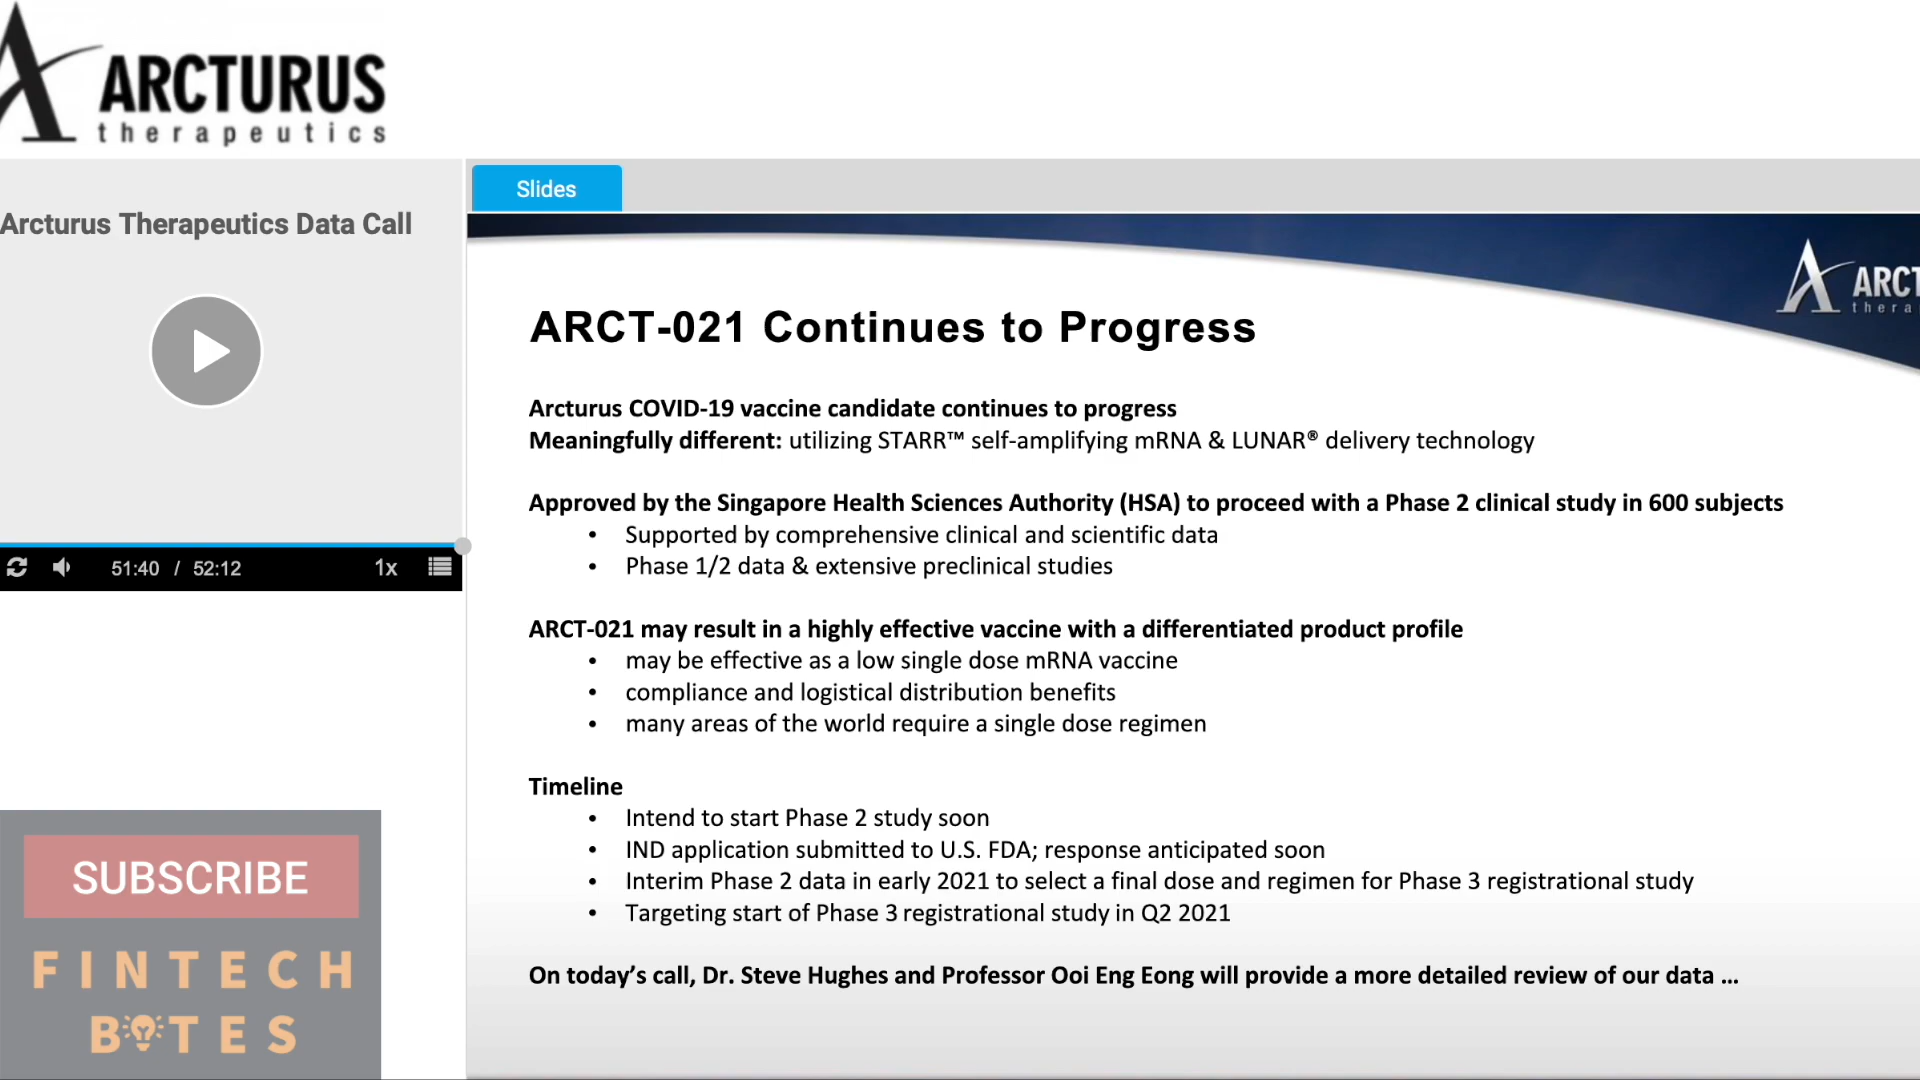 ARCTURUS
therapeutics
Arcturus Therapeutics Data Call
51:40 / 52:12
1x
SUBSCRIBE
FINTECH
BITES
Slides
ARCT
thera
ARCT-021 Continues to Progress
Arcturus COVID-19 vaccine candidate continues to progress
Meaningfully different: utilizing STARR™ self-amplifying mRNA & LUNAR® delivery technology
Approved by the Singapore Health Sciences Authority (HSA) to proceed with a Phase 2 clinical study in 600 subjects
• Supported by comprehensive clinical and scientific data
• Phase 1/2 data & extensive preclinical studies
ARCT-021 may result in a highly effective vaccine with a differentiated product profile
• may be effective as a low single dose mRNA vaccine
• compliance and logistical distribution benefits
• many areas of the world require a single dose regimen
Timeline
• Intend to start Phase 2 study soon
• IND application submitted to U.S. FDA; response anticipated soon
• Interim Phase 2 data in early 2021 to select a final dose and regimen for Phase 3 registrational study
• Targeting start of Phase 3 registrational study in Q2 2021
On today’s call, Dr. Steve Hughes and Professor Ooi Eng Eong will provide a more detailed review of our data ...